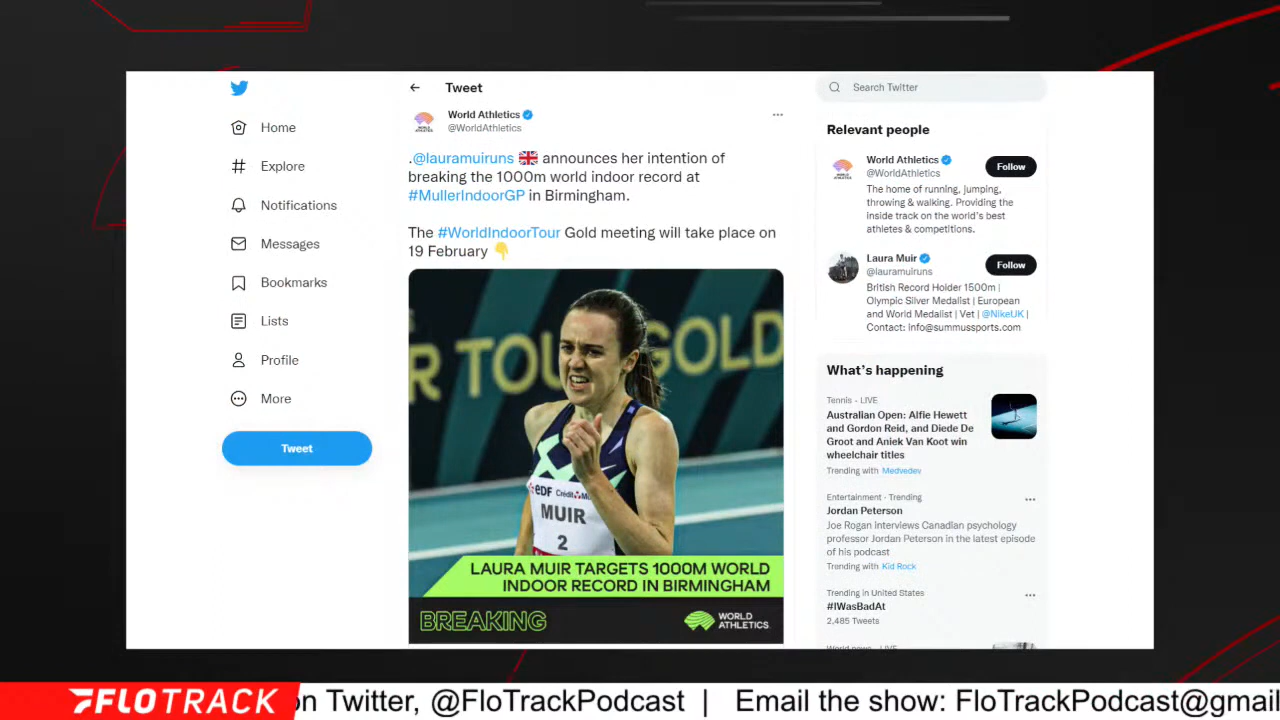 Home
Explore
Notifications
Messages
Bookmarks
Lists
Profile
More
Tweet
Tweet
World Athletics
@WorldAthletics
.@lauramuiruns 🇬🇧 announces her intention of
breaking the 1000m world indoor record at
#MullerIndoorGP in Birmingham.
The #WorldIndoorTour Gold meeting will take place on
19 February 👇
R TOUR GOLD
EDF Crédit Mu
MUIR
2
LAURA MUIR TARGETS 1000M WORLD
INDOOR RECORD IN BIRMINGHAM
BREAKING
WORLD
ATHLETICS.
Search Twitter
Relevant people
World Athletics
@WorldAthletics
Follow
The home of running, jumping,
throwing & walking. Providing the
inside track on the world's best
athletes & competitions.
Laura Muir
@lauramuiruns
Follow
British Record Holder 1500m |
Olympic Silver Medalist | European
and World Medalist | Vet | @NikeUK |
Contact: info@summussports.com
What's happening
Tennis · LIVE
Australian Open: Alfie Hewett
and Gordon Reid, and Diede De
Groot and Aniek Van Koot win
wheelchair titles
Trending with Medvedev
Entertainment · Trending
Jordan Peterson
Joe Rogan interviews Canadian psychology
professor Jordan Peterson in the latest episode
of his podcast
Trending with Kid Rock
Trending in United States
#IWasBadAt
2,485 Tweets
World news · LIVE
FLOTRACK
on Twitter, @FloTrackPodcast | Email the show: FloTrackPodcast@gmail